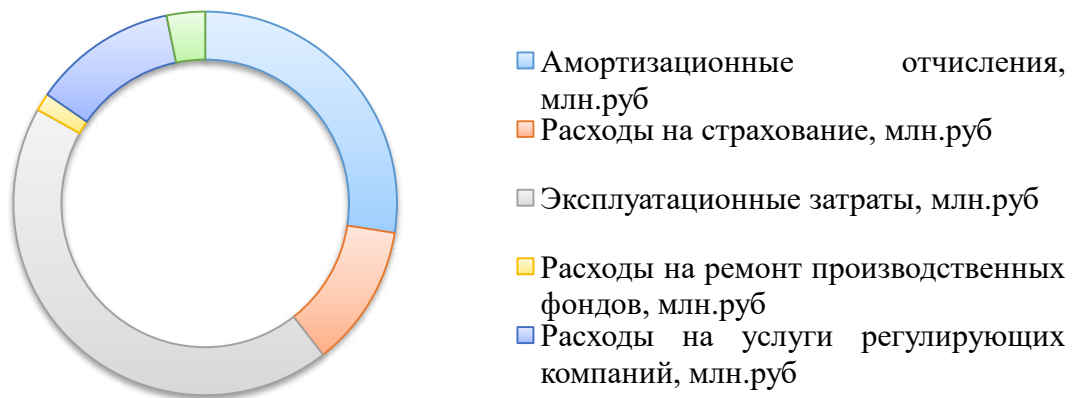 Амортизационные отчисления,
млн.руб
Расходы на страхование, млн.руб
Эксплуатационные затраты, млн.руб
Расходы на ремонт производственных
фондов, млн.руб
Расходы на услуги регулирующих
компаний, млн.руб